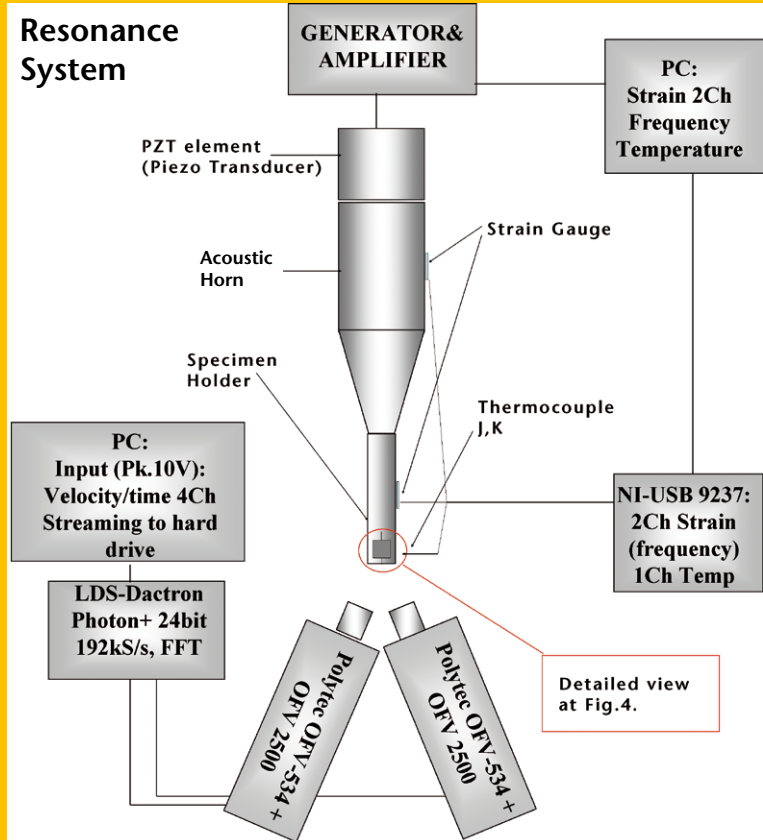 Resonance
System
GENERATOR&
AMPLIFIER
PC:
Strain 2Ch
Frequency
Temperature
PZT element
(Piezo Transducer)
Strain Gauge
Acoustic
Horn
Specimen
Holder
Thermocouple
J,K
PC:
Input (Pk.10V):
Velocity/time 4Ch
Streaming to hard
drive
NI-USB 9237:
2Ch Strain
(frequency)
1Ch Temp
LDS-Dactron
Photon+ 24bit
192kS/s, FFT
Polytec OFV-534 +
OFV 2500
Polytec OFV-534 +
OFV 2500
Detailed view
at Fig.4.